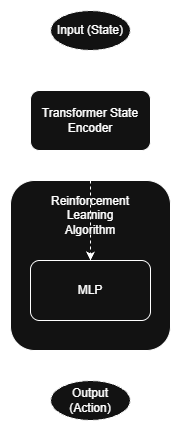 Input (State)
Transformer State
Encoder
Reinforcement
Learning
Algorithm
MLP
Output
(Action)